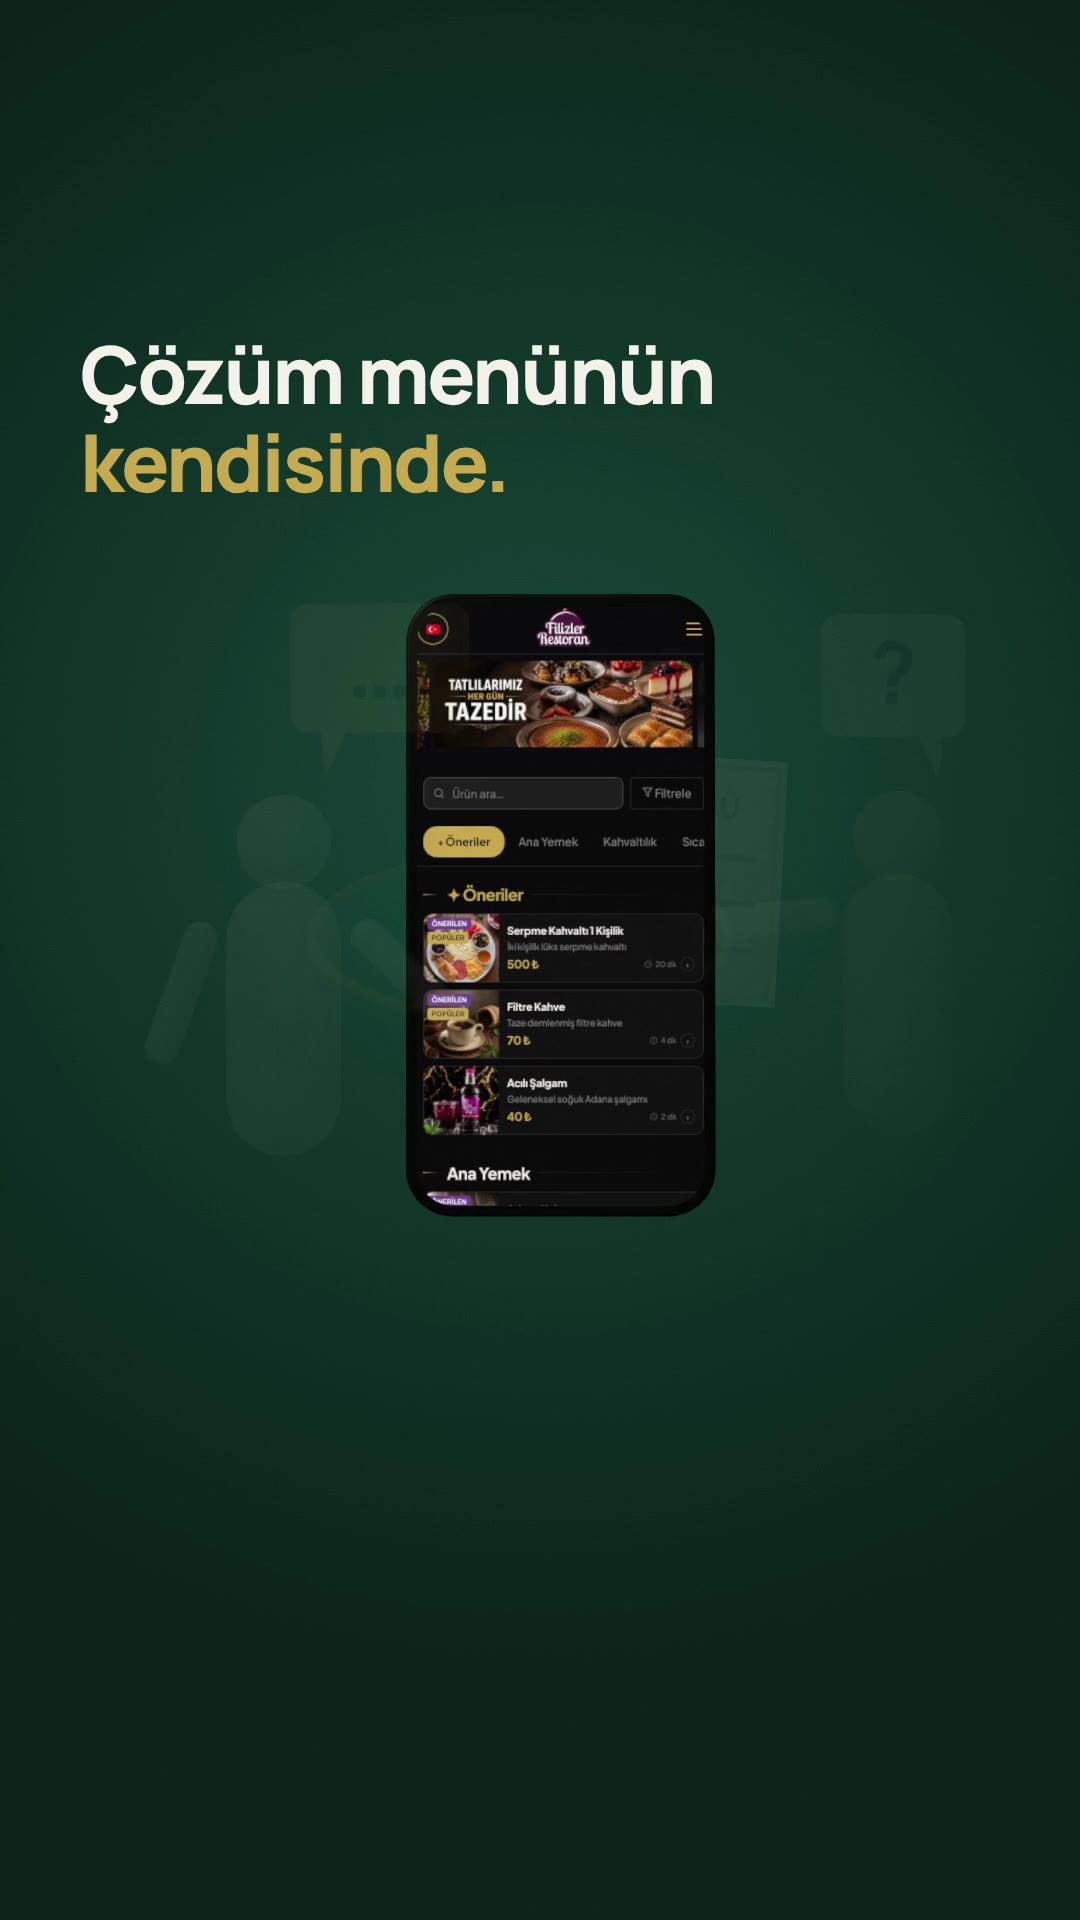 Çözüm menünün
kendisinde.
...
?
Filizler
Restoran
TATLILARIMIZ
HER GÜN
TAZEDİR
Ürün ara...
Filtrele
Ü
+ Öneriler
Ana Yemek
Kahvaltılık
Sıca
✦ Öneriler
ÖNERİLEN
POPÜLER
Serpme Kahvaltı 1 Kişilik
İki kişilik lüks serpme kahvaltı
500 ₺
20 dk
ÖNERİLEN
POPÜLER
Filtre Kahve
Taze demlenmiş filtre kahve
70 ₺
4 dk
Acılı Şalgam
Geleneksel soğuk Adana şalgamı
40 ₺
2 dk
Ana Yemek
ÖNERİLEN